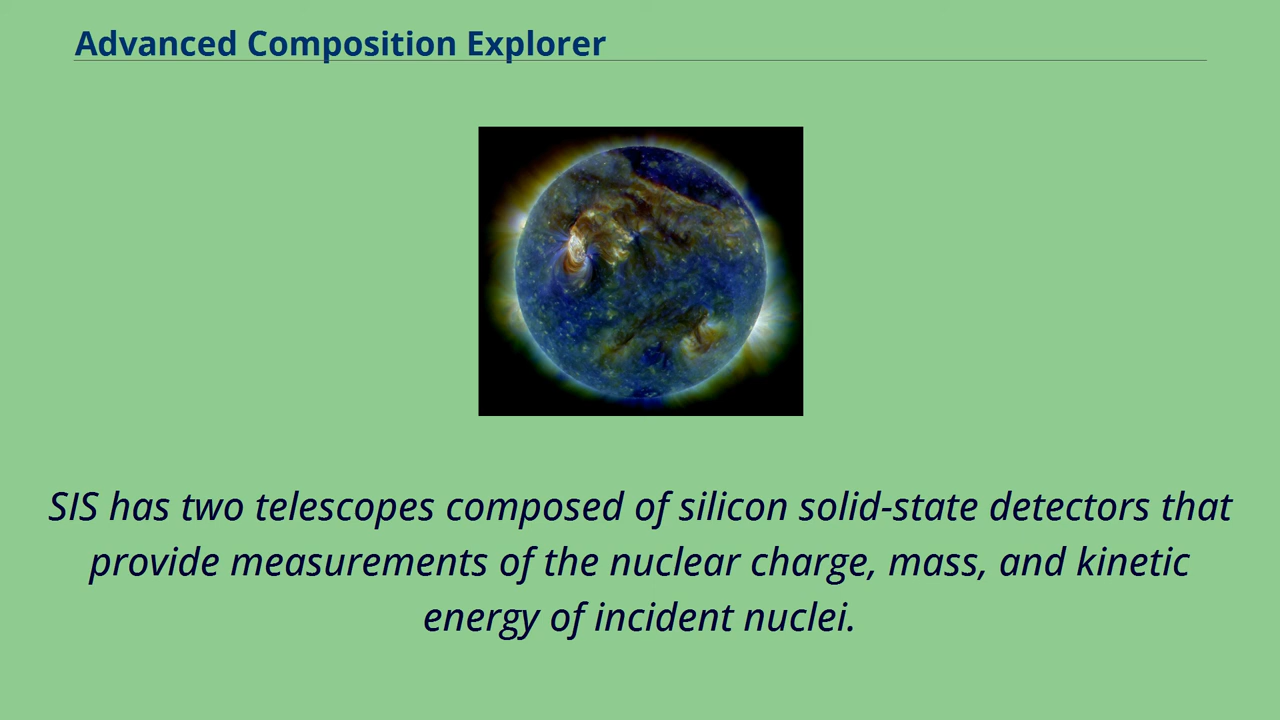 Advanced Composition Explorer
SIS has two telescopes composed of silicon solid-state detectors that
provide measurements of the nuclear charge, mass, and kinetic
energy of incident nuclei.